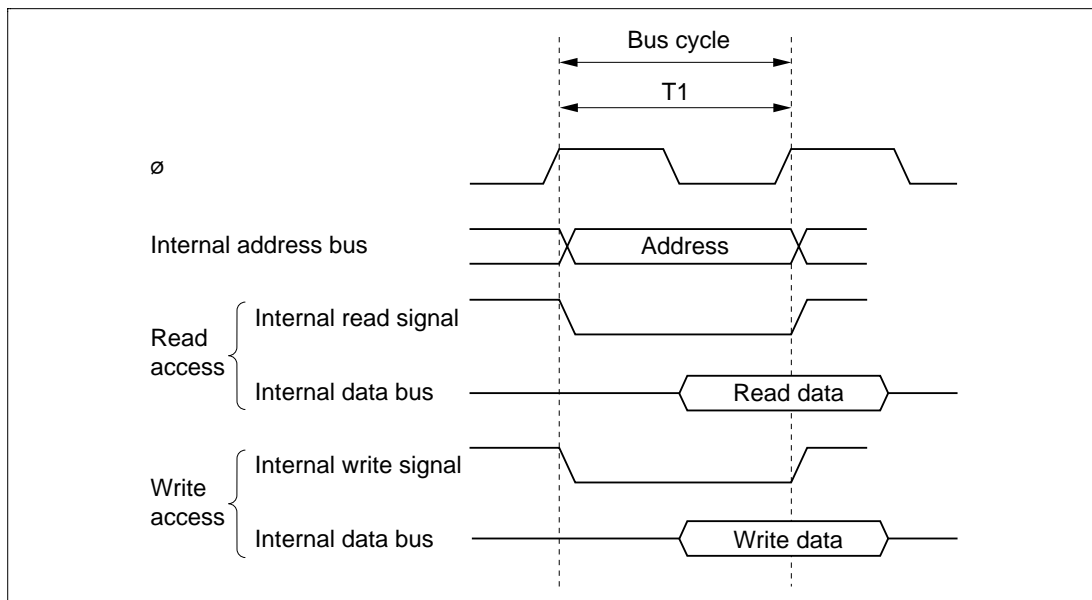 Bus cycle
T1
ø
Internal address bus
Address
Read
access
Internal read signal
Internal data bus
Read data
Write
access
Internal write signal
Internal data bus
Write data